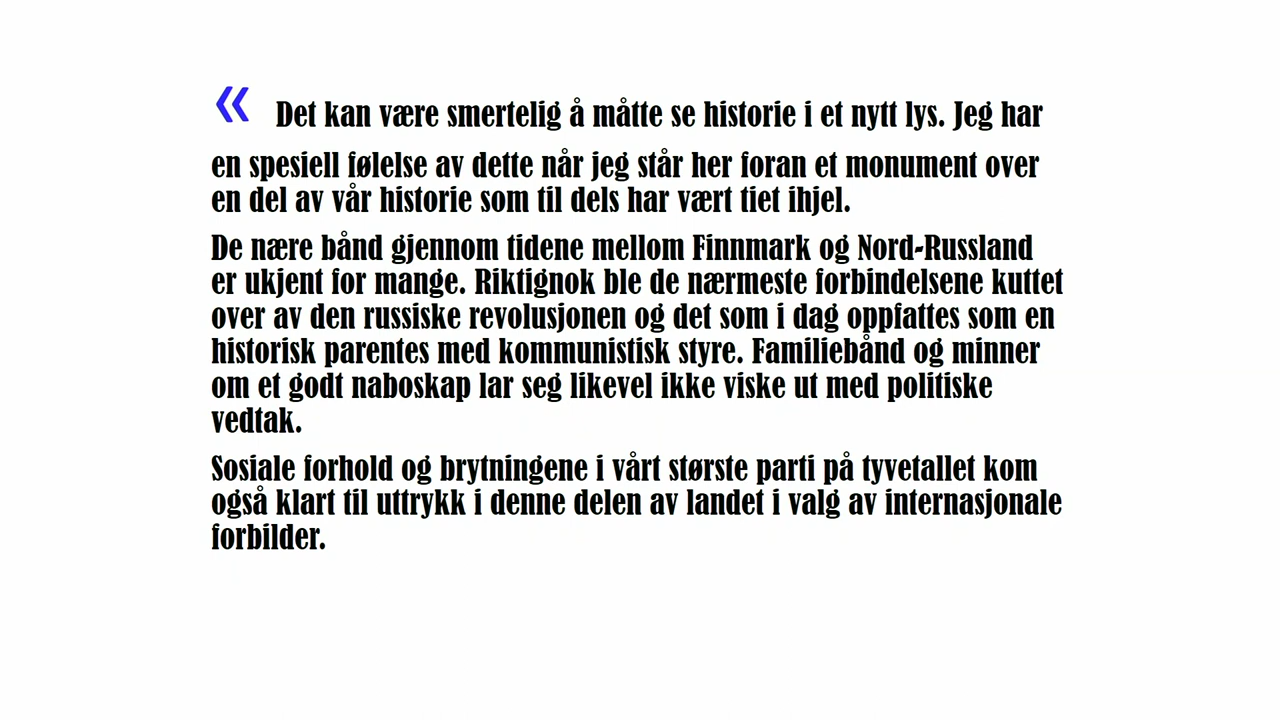 « Det kan være smertelig å måtte se historie i et nytt lys. Jeg har
en spesiell følelse av dette når jeg står her foran et monument over
en del av vår historie som til dels har vært tiet ihjel.
De nære bånd gjennom tidene mellom Finnmark og Nord-Russland
er ukjent for mange. Riktignok ble de nærmeste forbindelsene kuttet
over av den russiske revolusjonen og det som i dag oppfattes som en
historisk parentes med kommunistisk styre. Familiebånd og minner
om et godt naboskap lar seg likevel ikke viske ut med politiske
vedtak.
Sosiale forhold og brytningene i vårt største parti på tyvetallet kom
også klart til uttrykk i denne delen av landet i valg av internasjonale
forbilder.